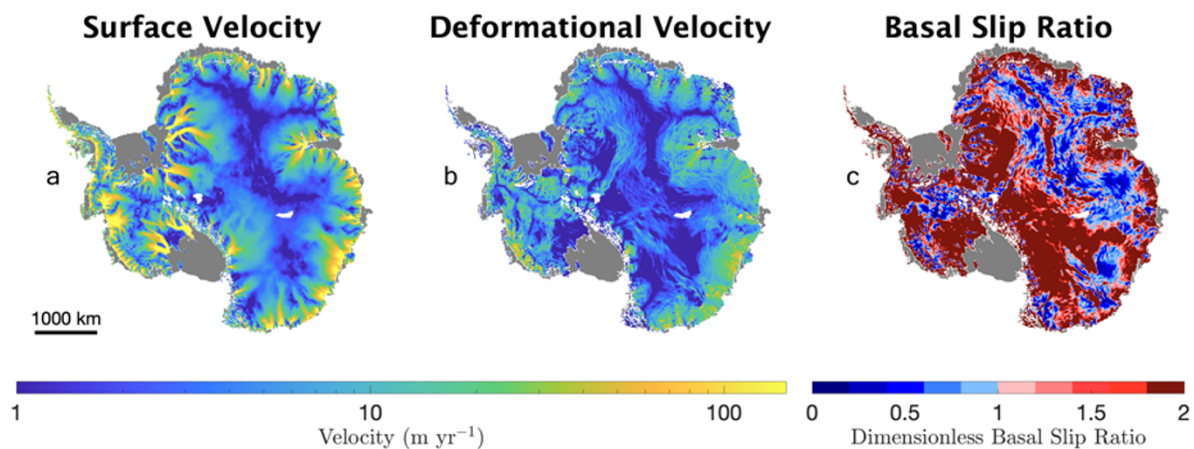 Surface Velocity
Deformational Velocity
Basal Slip Ratio
a
b
c
1000 km
1
10
100
Velocity (m yr⁻¹)
0
0.5
1
1.5
2
Dimensionless Basal Slip Ratio